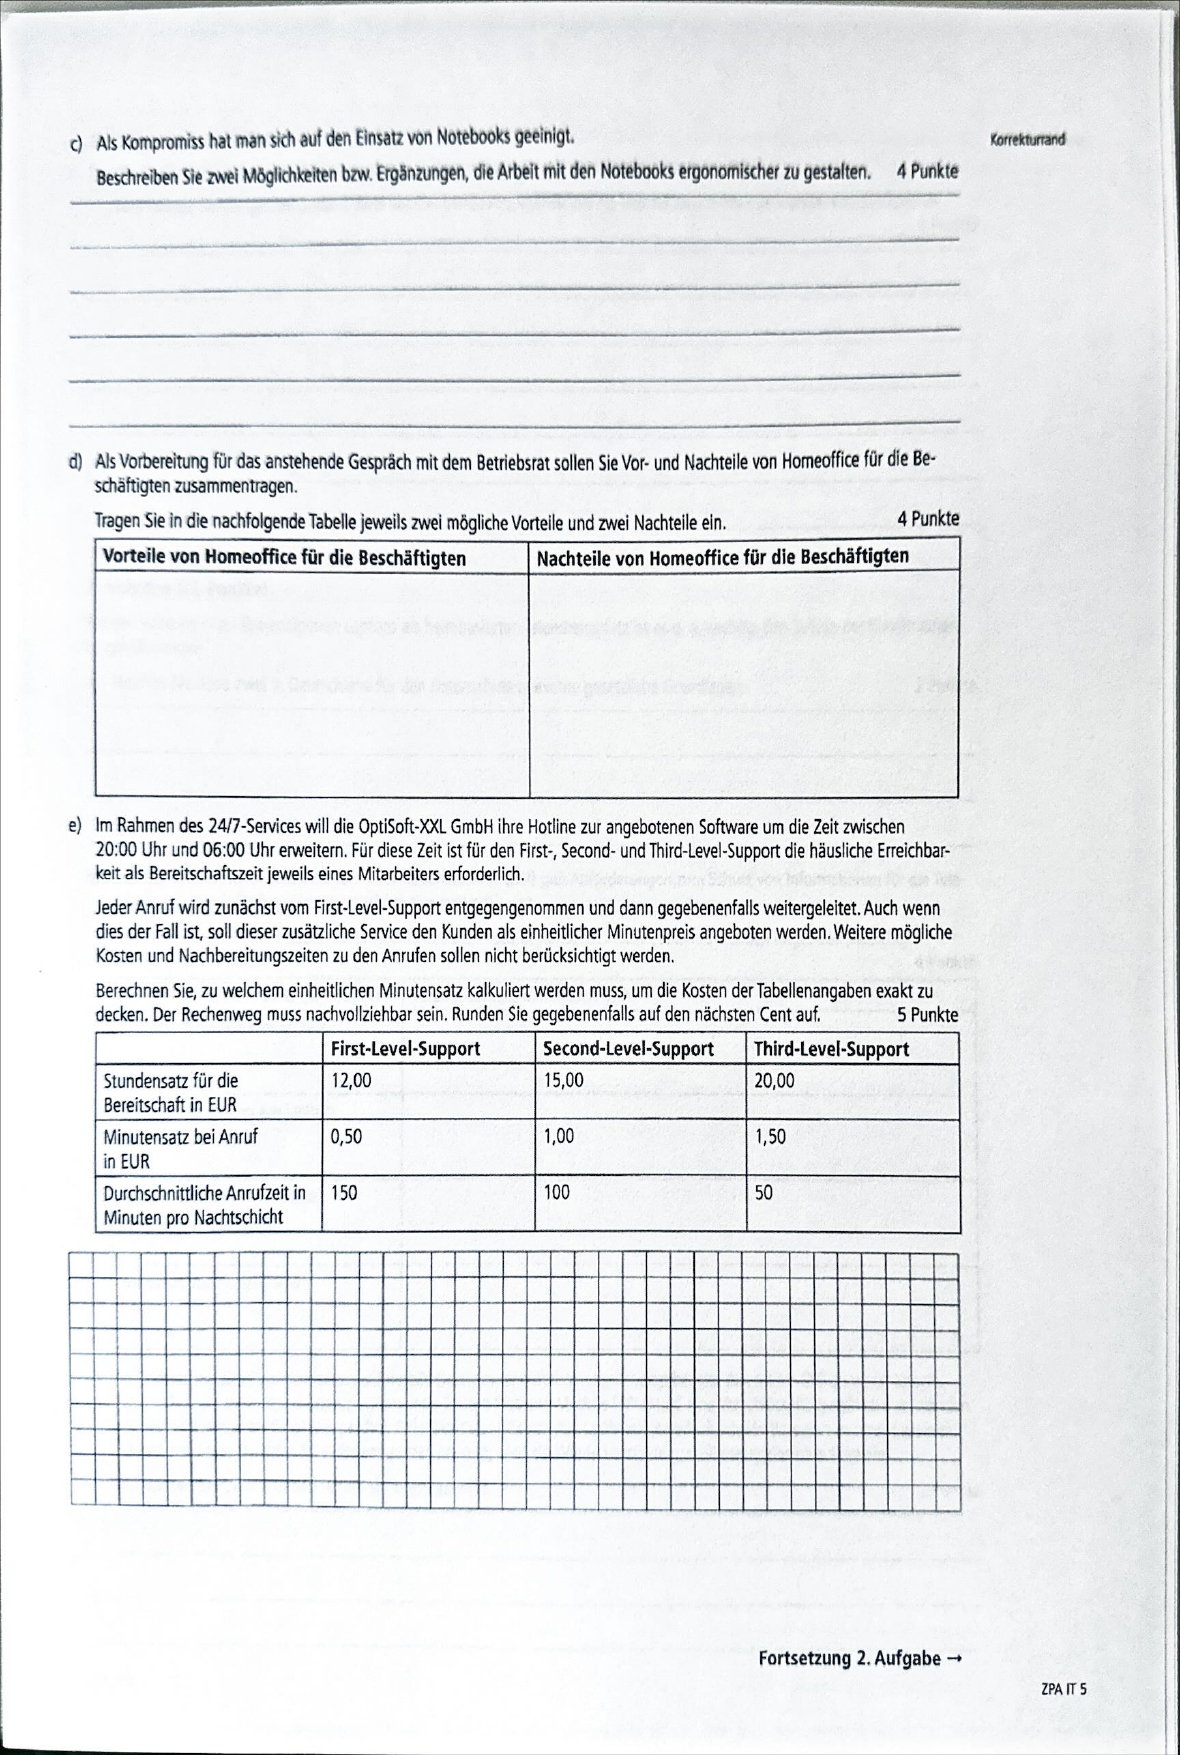 Korrekturrand
c) Als Kompromiss hat man sich auf den Einsatz von Notebooks geeinigt.
Beschreiben Sie zwei Möglichkeiten bzw. Ergänzungen, die Arbeit mit den Notebooks ergonomischer zu gestalten. 4 Punkte
d) Als Vorbereitung für das anstehende Gespräch mit dem Betriebsrat sollen Sie Vor- und Nachteile von Homeoffice für die Be-
schäftigten zusammentragen.
Tragen Sie in die nachfolgende Tabelle jeweils zwei mögliche Vorteile und zwei Nachteile ein. 4 Punkte
Vorteile von Homeoffice für die Beschäftigten Nachteile von Homeoffice für die Beschäftigten
e) Im Rahmen des 24/7-Services will die OptiSoft-XXL GmbH ihre Hotline zur angebotenen Software um die Zeit zwischen
20:00 Uhr und 06:00 Uhr erweitern. Für diese Zeit ist für den First-, Second- und Third-Level-Support die häusliche Erreichbar-
keit als Bereitschaftszeit jeweils eines Mitarbeiters erforderlich.
Jeder Anruf wird zunächst vom First-Level-Support entgegengenommen und dann gegebenenfalls weitergeleitet. Auch wenn
dies der Fall ist, soll dieser zusätzliche Service den Kunden als einheitlicher Minutenpreis angeboten werden. Weitere mögliche
Kosten und Nachbereitungszeiten zu den Anrufen sollen nicht berücksichtigt werden.
Berechnen Sie, zu welchem einheitlichen Minutensatz kalkuliert werden muss, um die Kosten der Tabellenangaben exakt zu
decken. Der Rechenweg muss nachvollziehbar sein. Runden Sie gegebenenfalls auf den nächsten Cent auf. 5 Punkte
First-Level-Support Second-Level-Support Third-Level-Support
Stundensatz für die 12,00 15,00 20,00
Bereitschaft in EUR
Minutensatz bei Anruf 0,50 1,00 1,50
in EUR
Durchschnittliche Anrufzeit in 150 100 50
Minuten pro Nachtschicht
Fortsetzung 2. Aufgabe →
ZPA IT 5